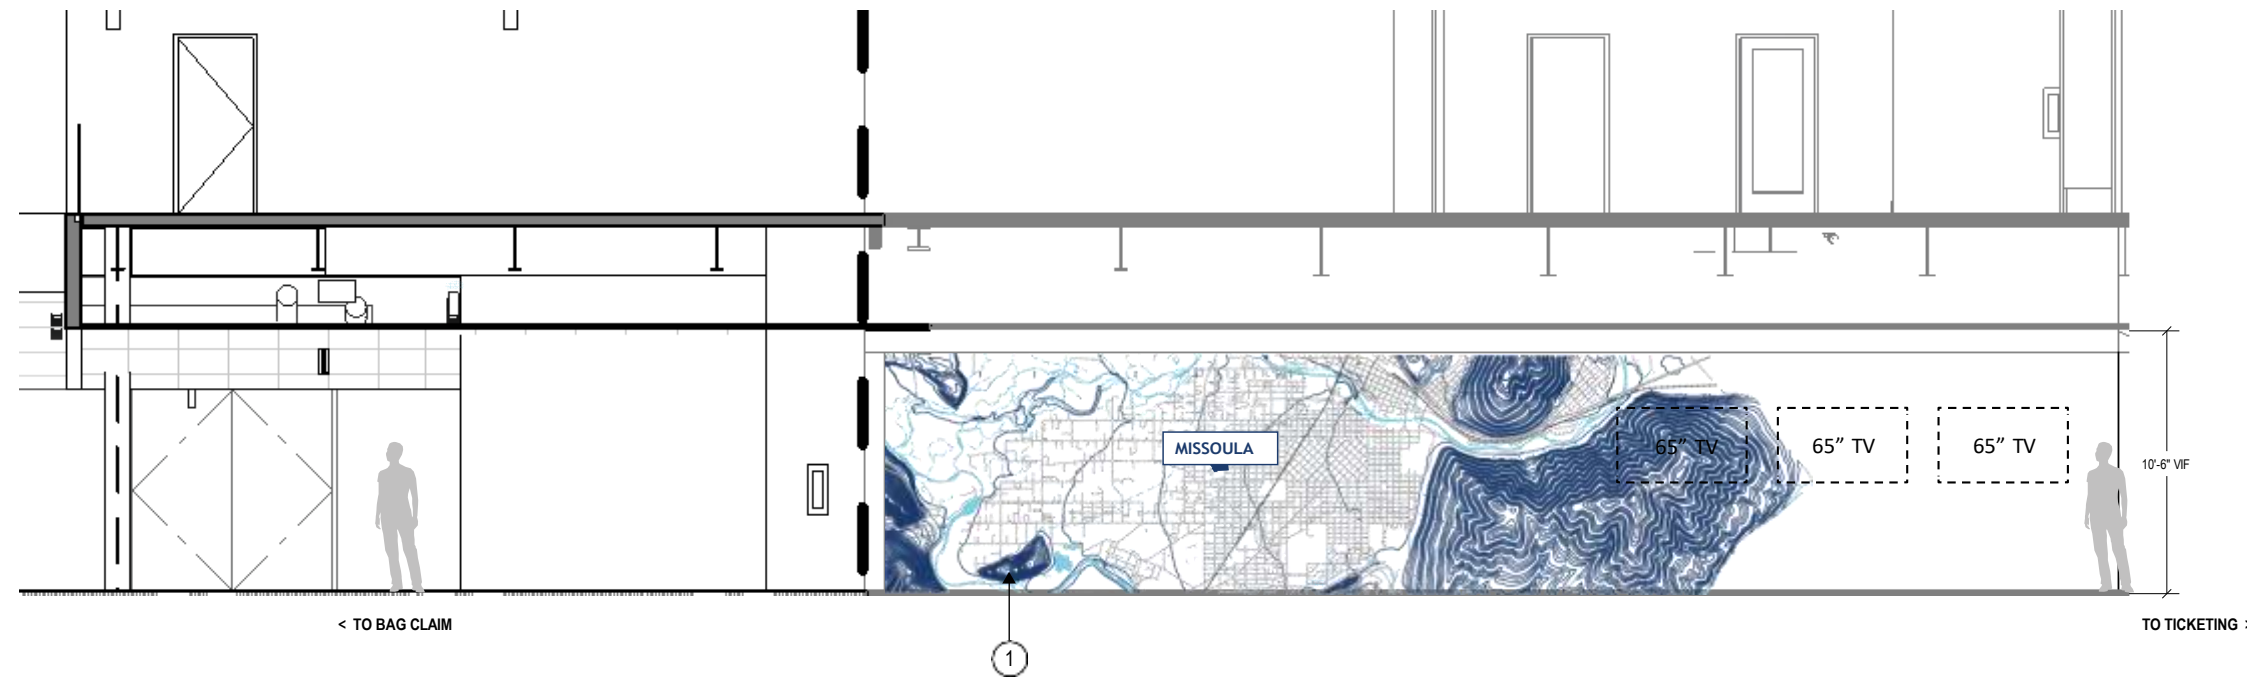 MISSOULA
65” TV
65” TV
65” TV
10'-6" VIF
< TO BAG CLAIM
TO TICKETING >
1